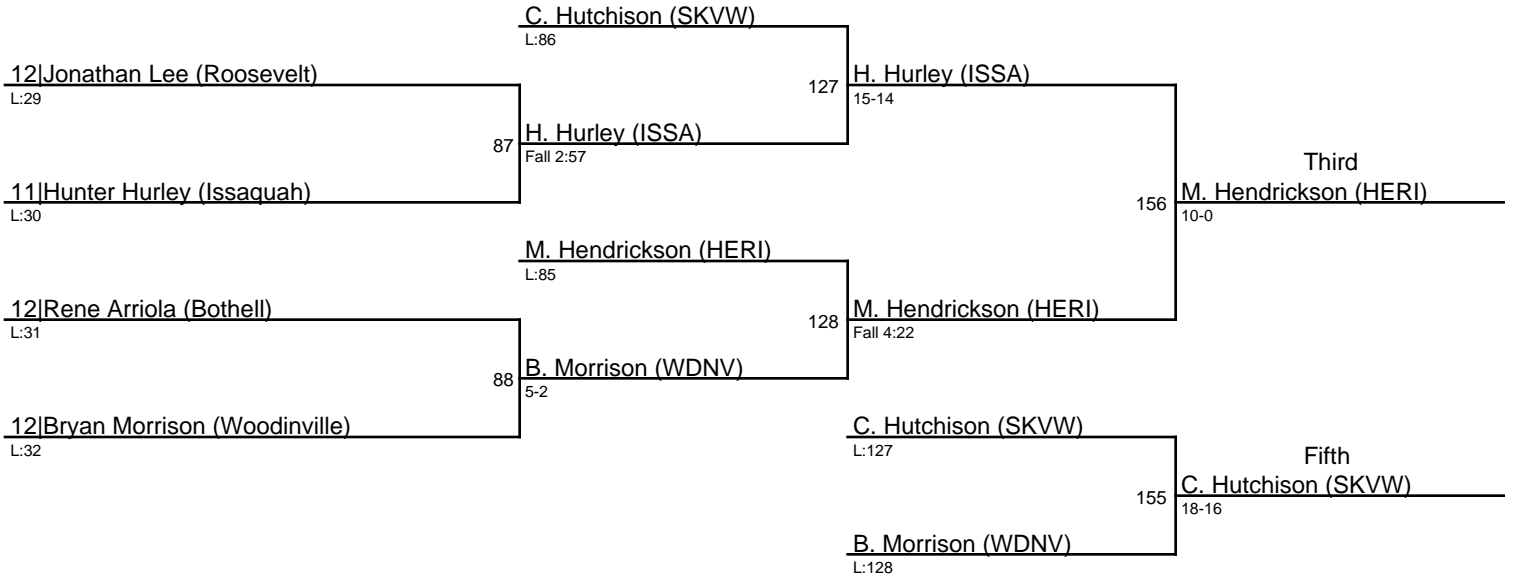 C. Hutchison (SKVW)
L:86
12|Jonathan Lee (Roosevelt)
L:29
127
H. Hurley (ISSA)
15-14
87
H. Hurley (ISSA)
Fall 2:57
11|Hunter Hurley (Issaquah)
L:30
Third
156
M. Hendrickson (HERI)
10-0
M. Hendrickson (HERI)
L:85
12|Rene Arriola (Bothell)
L:31
128
M. Hendrickson (HERI)
Fall 4:22
88
B. Morrison (WDNV)
5-2
12|Bryan Morrison (Woodinville)
L:32
C. Hutchison (SKVW)
L:127
Fifth
155
C. Hutchison (SKVW)
18-16
B. Morrison (WDNV)
L:128